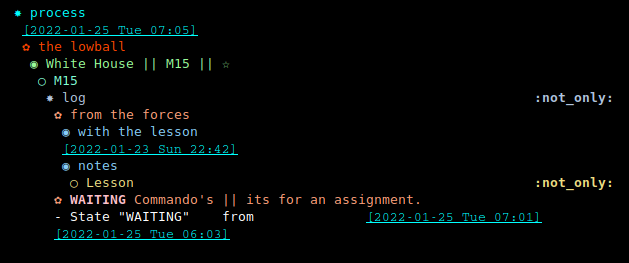 ✸ process
[2022-01-25 Tue 07:05]
✿ the lowball
◉ White House || M15 || ☆
○ M15
✸ log :not_only:
✿ from the forces
◉ with the lesson
[2022-01-23 Sun 22:42]
◉ notes
○ Lesson :not_only:
✿ WAITING Commando's || its for an assignment.
- State "WAITING" from [2022-01-25 Tue 07:01]
[2022-01-25 Tue 06:03]